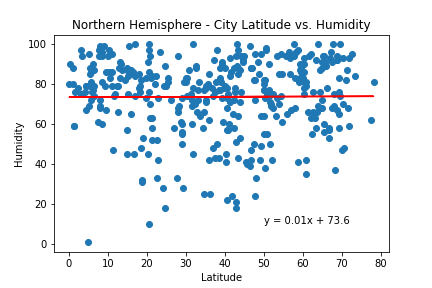 Northern Hemisphere - City Latitude vs. Humidity
100
80
60
40
20
0
Humidity
y = 0.01x + 73.6
0 10 20 30 40 50 60 70 80
Latitude